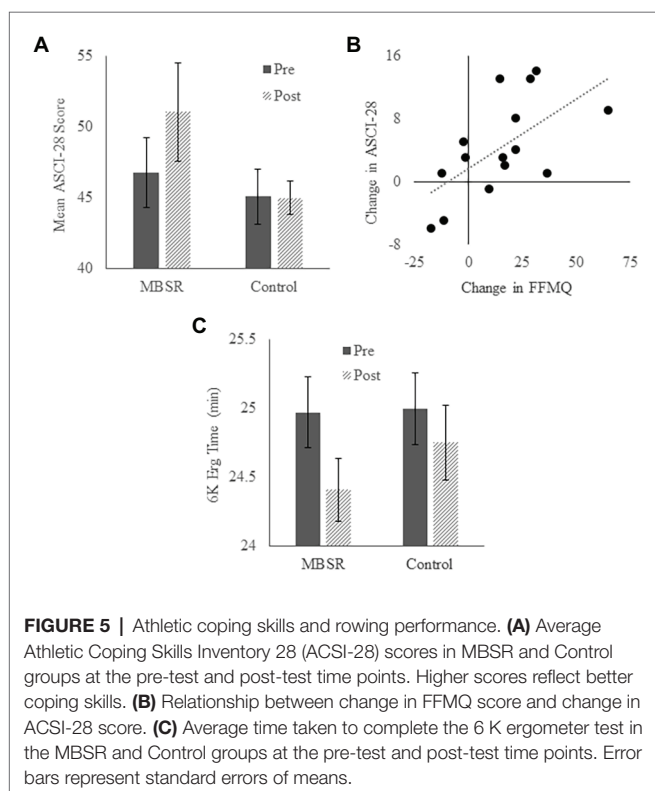 A
55
50
45
40
Mean ASCI-28 Score
Pre
Post
MBSR
Control
B
16
8
0
-8
Change in ASCI-28
-25
0
25
50
75
Change in FFMQ
C
25.5
25
24.5
24
6K Erg Time (min)
Pre
Post
MBSR
Control
FIGURE 5 | Athletic coping skills and rowing performance. (A) Average
Athletic Coping Skills Inventory 28 (ACSI-28) scores in MBSR and Control
groups at the pre-test and post-test time points. Higher scores reflect better
coping skills. (B) Relationship between change in FFMQ score and change in
ACSI-28 score. (C) Average time taken to complete the 6 K ergometer test in
the MBSR and Control groups at the pre-test and post-test time points. Error
bars represent standard errors of means.